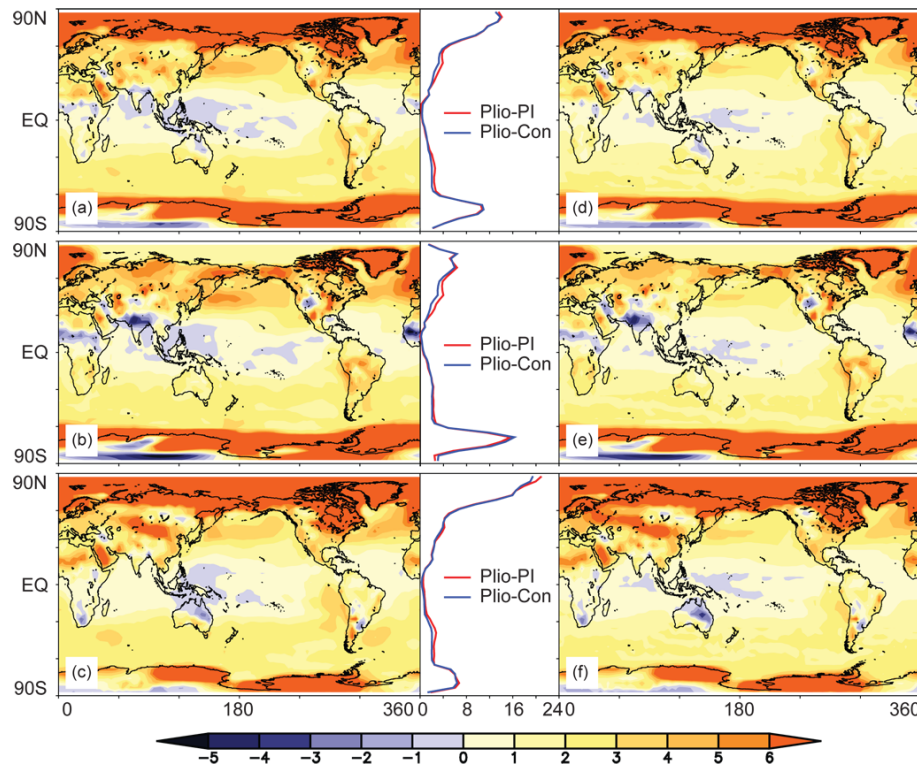 90N
EQ
90S
(a)
Plio-PI
Plio-Con
(d)
90N
EQ
90S
(b)
Plio-PI
Plio-Con
(e)
90N
EQ
90S
(c)
Plio-PI
Plio-Con
(f)
0 180 360 0 8 16 24 0 180 360
-5 -4 -3 -2 -1 0 1 2 3 4 5 6